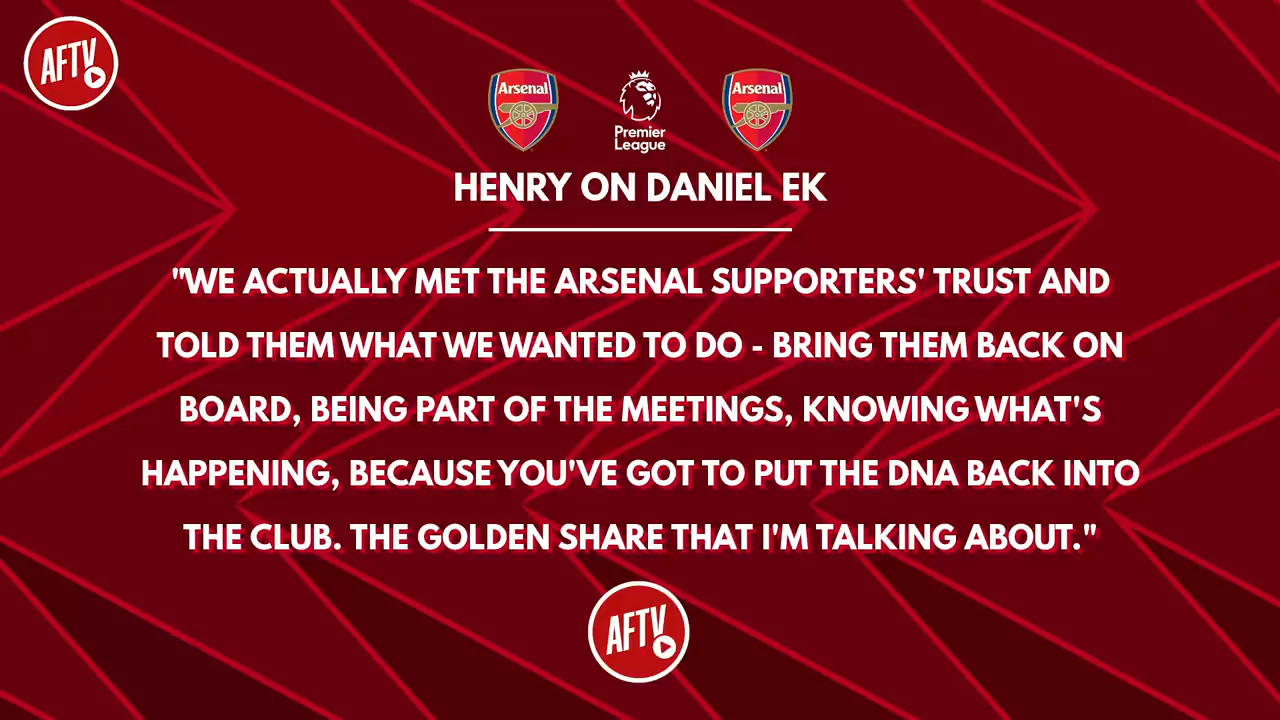 AFTV
Arsenal
Arsenal
Premier
League
HENRY ON DANIEL EK
"WE ACTUALLY MET THE ARSENAL SUPPORTERS' TRUST AND
TOLD THEM WHAT WE WANTED TO DO - BRING THEM BACK ON
BOARD, BEING PART OF THE MEETINGS, KNOWING WHAT'S
HAPPENING, BECAUSE YOU'VE GOT TO PUT THE DNA BACK INTO
THE CLUB. THE GOLDEN SHARE THAT I'M TALKING ABOUT."
AFTV